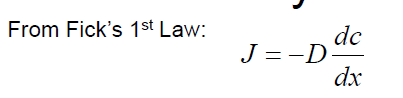 From Fick's 1st Law:
J = -D dc/dx